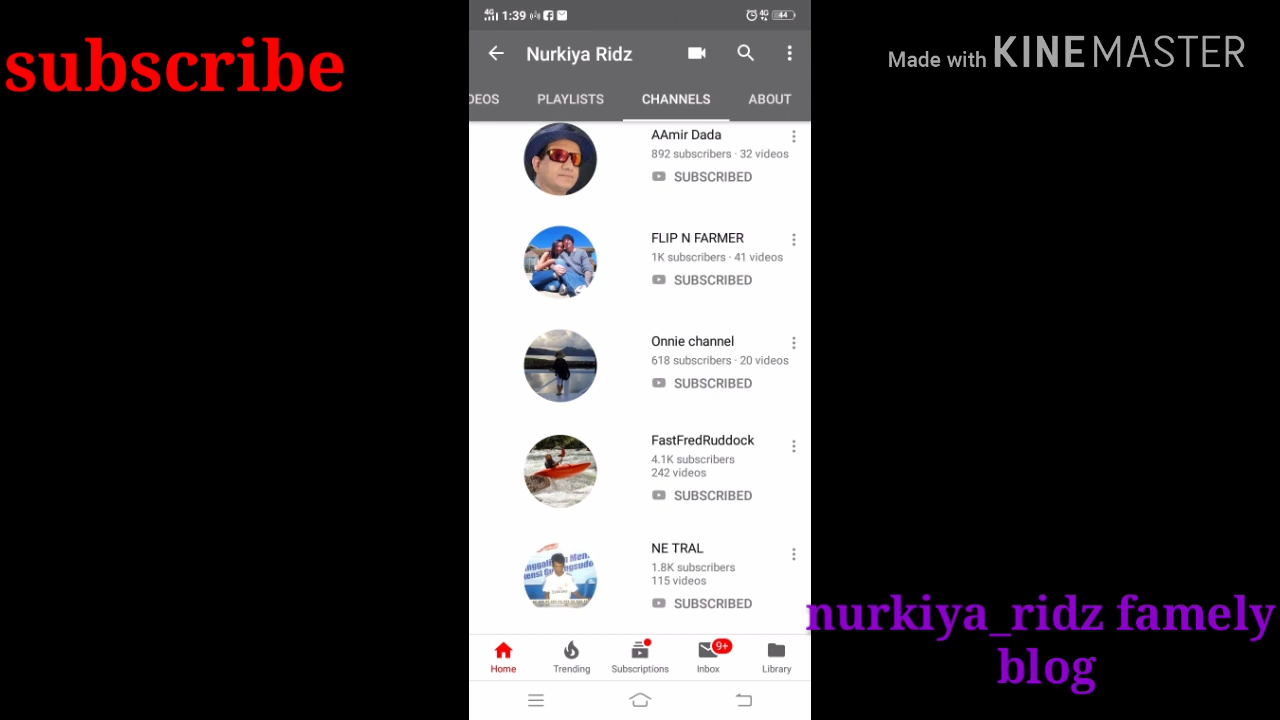 subscribe
Made with KINEMASTER
4G 1:39
4G 44
Nurkiya Ridz
DEOS PLAYLISTS CHANNELS ABOUT
AAmir Dada
892 subscribers · 32 videos
SUBSCRIBED
FLIP N FARMER
1K subscribers · 41 videos
SUBSCRIBED
Onnie channel
618 subscribers · 20 videos
SUBSCRIBED
FastFredRuddock
4.1K subscribers
242 videos
SUBSCRIBED
NE TRAL
1.8K subscribers
115 videos
SUBSCRIBED
nurkiya_ridz famely
blog
9+
Home Trending Subscriptions Inbox Library